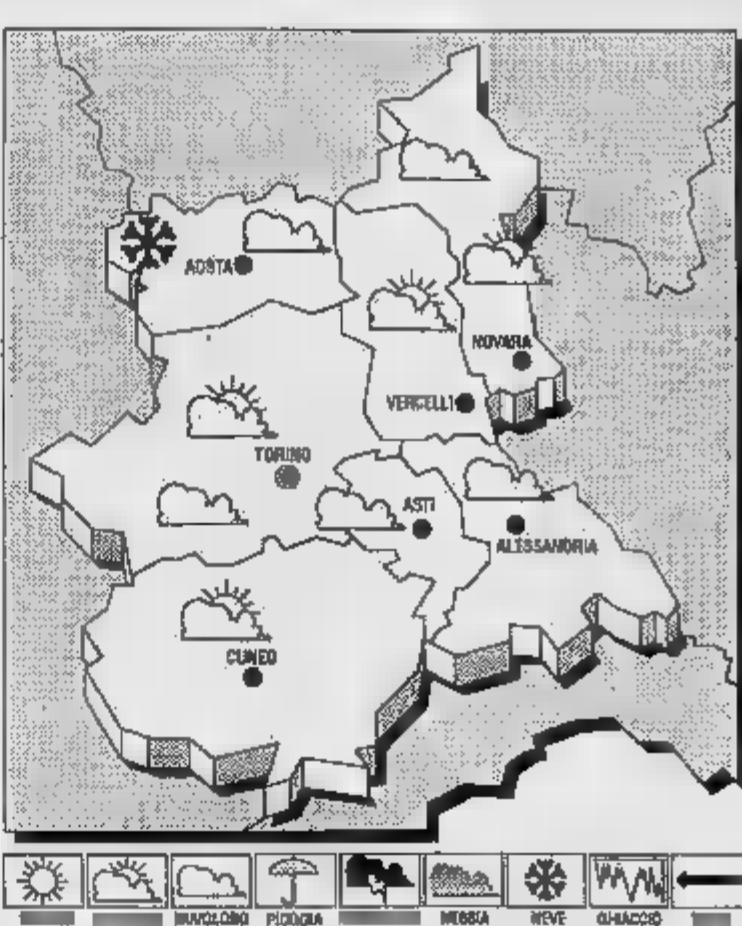 AOSTA
NOVARA
VERCELLI
TORINO
ASTI
ALESSANDRIA
CUNEO
NUVOLOSO PIOGGIA NEBBIA NEVE GHIACCIO